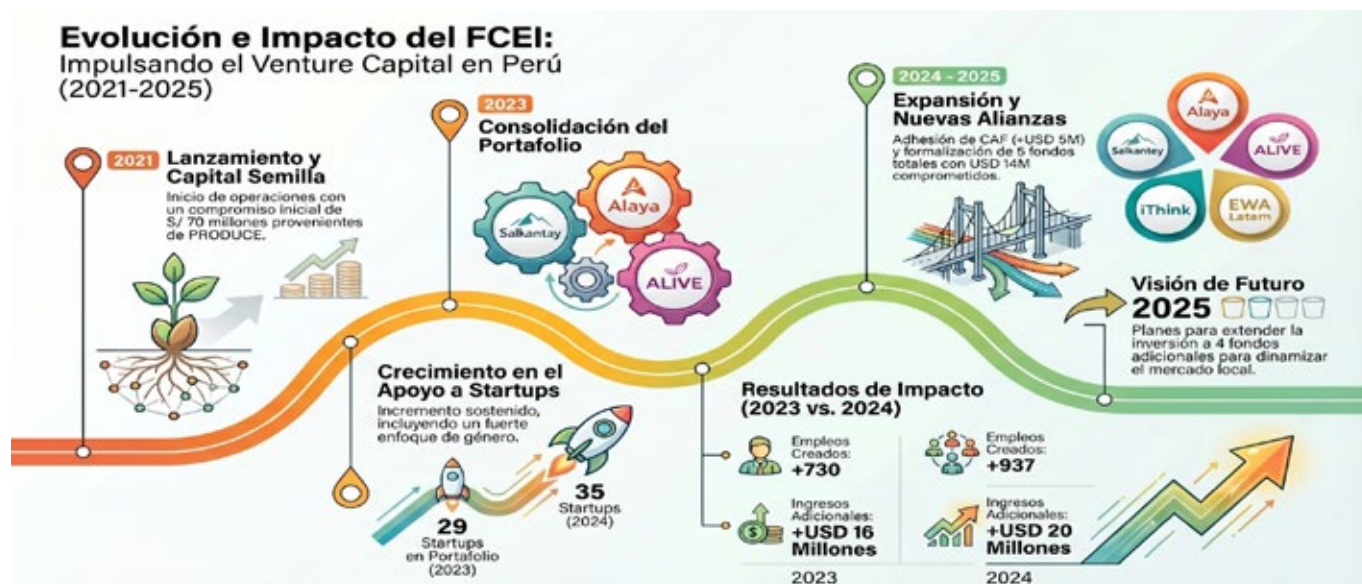 Evolución e Impacto del FCEI:
Impulsando el Venture Capital en Perú
(2021-2025)
2021
Lanzamiento y
Capital Semilla
Inicio de operaciones con
un compromiso inicial de
S/ 70 millones provenientes
de PRODUCE.
2023
Consolidación del
Portafolio
Salkantay
Alaya
ALIVE
Crecimiento en el
Apoyo a Startups
Incremento sostenido,
incluyendo un fuerte
enfoque de género.
29
Startups
en Portafolio
(2023)
35
Startups
(2024)
2024 - 2025
Expansión y
Nuevas Alianzas
Adhesión de CAF (+USD 5M)
y formalización de 5 fondos
totales con USD 14M
comprometidos.
Alaya
Salkantey
ALIVE
iThink
EWA
Latam
Resultados de Impacto
(2023 vs. 2024)
Empleos
Creados:
+730
Ingresos
Adicionales:
+USD 16
Millones
2023
Empleos
Creados:
+937
Ingresos
Adicionales:
+USD 20
Millones
2024
Visión de Futuro
2025
Planes para extender la
inversión a 4 fondos
adicionales para dinamizar
el mercado local.